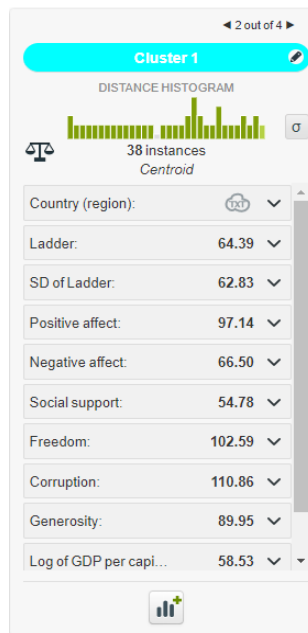 ◄ 2 out of 4 ►
Cluster 1
DISTANCE HISTOGRAM
σ
38 instances
Centroid
Country (region): TXT
Ladder: 64.39
SD of Ladder: 62.83
Positive affect: 97.14
Negative affect: 66.50
Social support: 54.78
Freedom: 102.59
Corruption: 110.86
Generosity: 89.95
Log of GDP per capi... 58.53